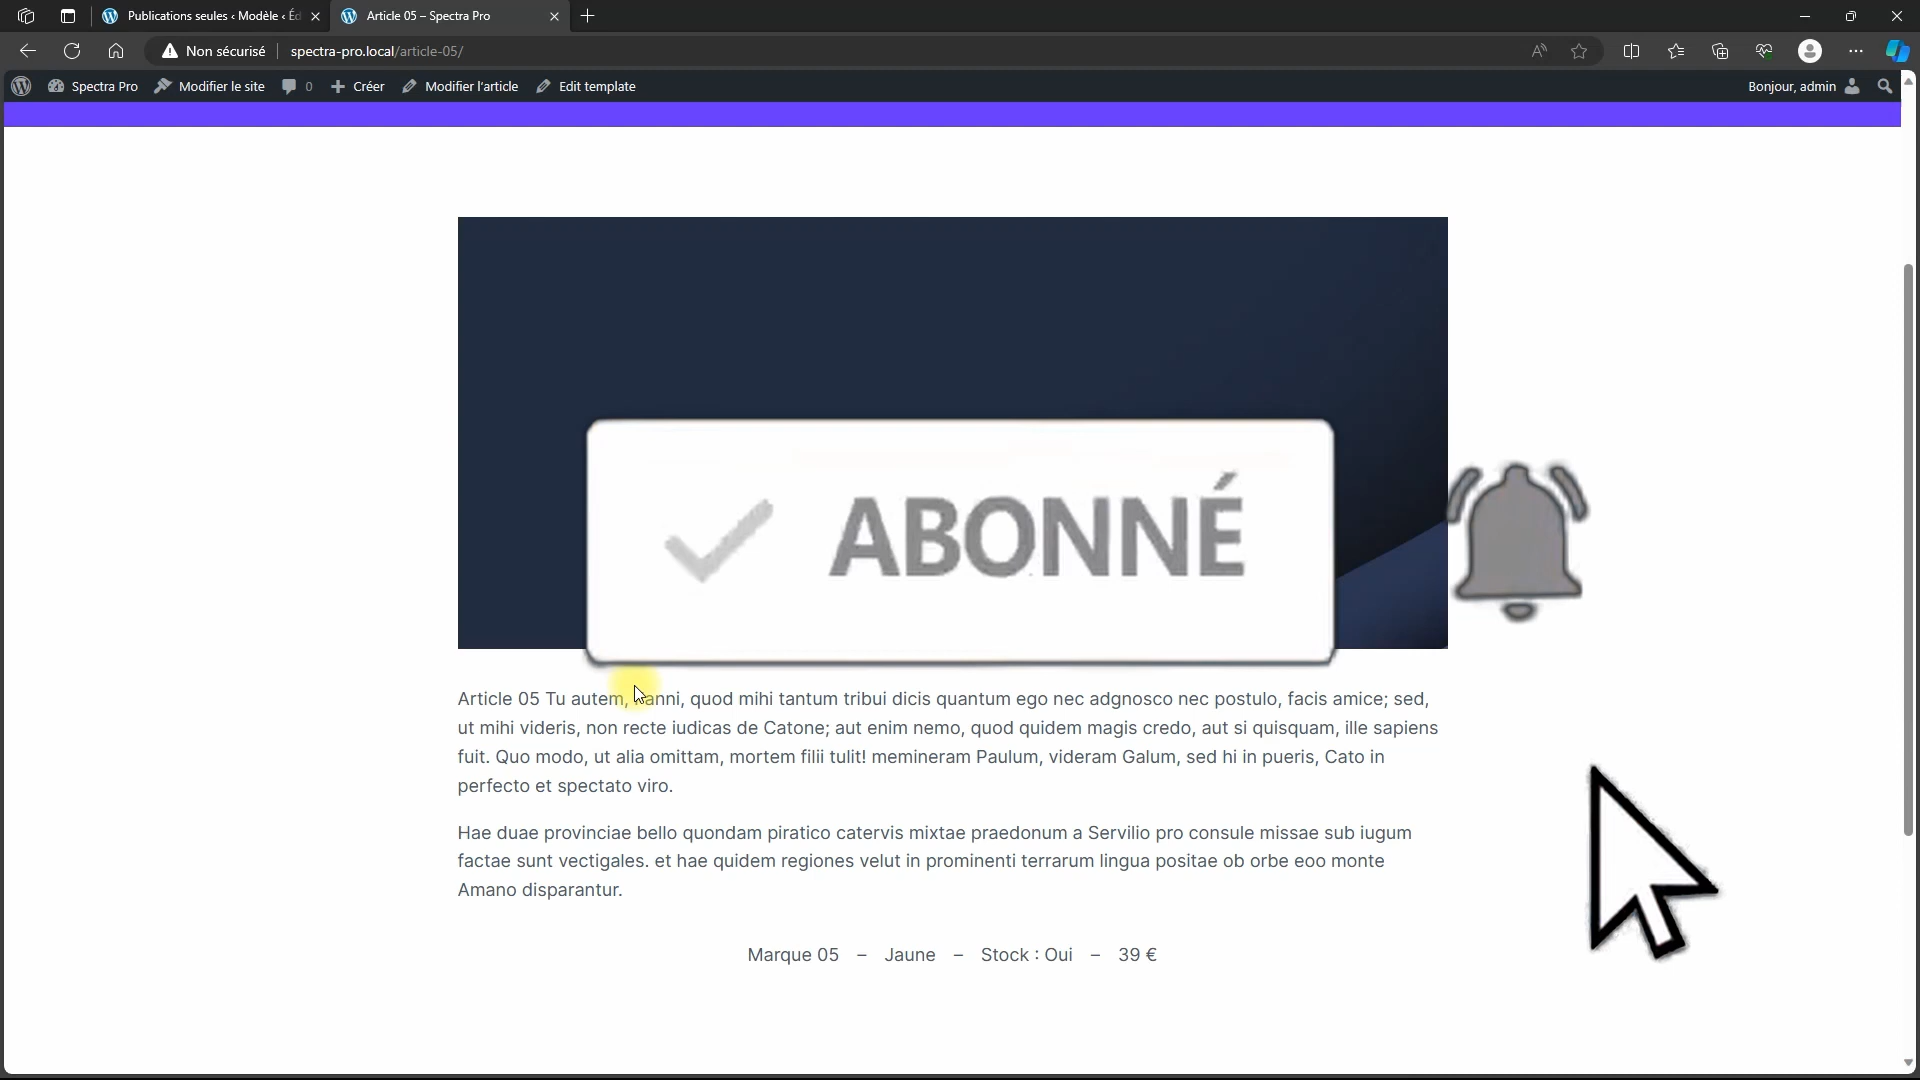 Publications seules ‹ Modèle ‹ Éd
Article 05 – Spectra Pro
Non sécurisé
spectra-pro.local/article-05/
Spectra Pro
Modifier le site
0
Créer
Modifier l'article
Edit template
Bonjour, admin
ABONNÉ
Article 05 Tu autem, Fanni, quod mihi tantum tribui dicis quantum ego nec adgnosco nec postulo, facis amice; sed,
ut mihi videris, non recte iudicas de Catone; aut enim nemo, quod quidem magis credo, aut si quisquam, ille sapiens
fuit. Quo modo, ut alia omittam, mortem filii tulit! memineram Paulum, videram Galum, sed hi in pueris, Cato in
perfecto et spectato viro.
Hae duae provinciae bello quondam piratico catervis mixtae praedonum a Servilio pro consule missae sub iugum
factae sunt vectigales. et hae quidem regiones velut in prominenti terrarum lingua positae ob orbe eoo monte
Amano disparantur.
Marque 05 – Jaune – Stock : Oui – 39 €